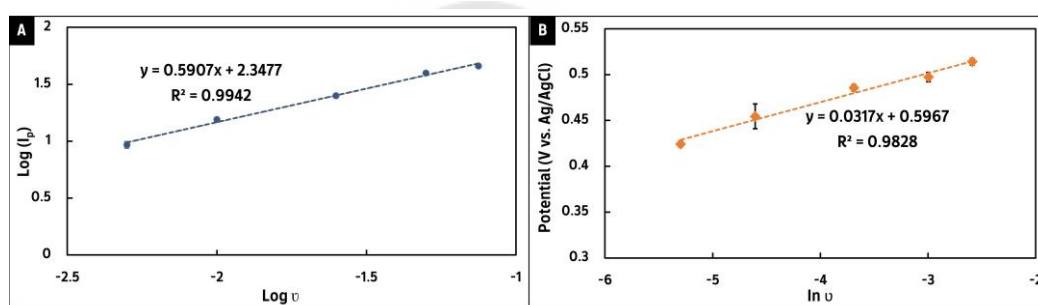 A
2
1.5
1
0.5
0
y = 0.5907x + 2.3477
R² = 0.9942
Log (Iₚ)
-2.5
-2
-1.5
-1
Log υ
B
0.55
0.5
0.45
0.4
0.35
0.3
y = 0.0317x + 0.5967
R² = 0.9828
Potential (V vs. Ag/AgCl)
-6
-5
-4
-3
-2
ln υ